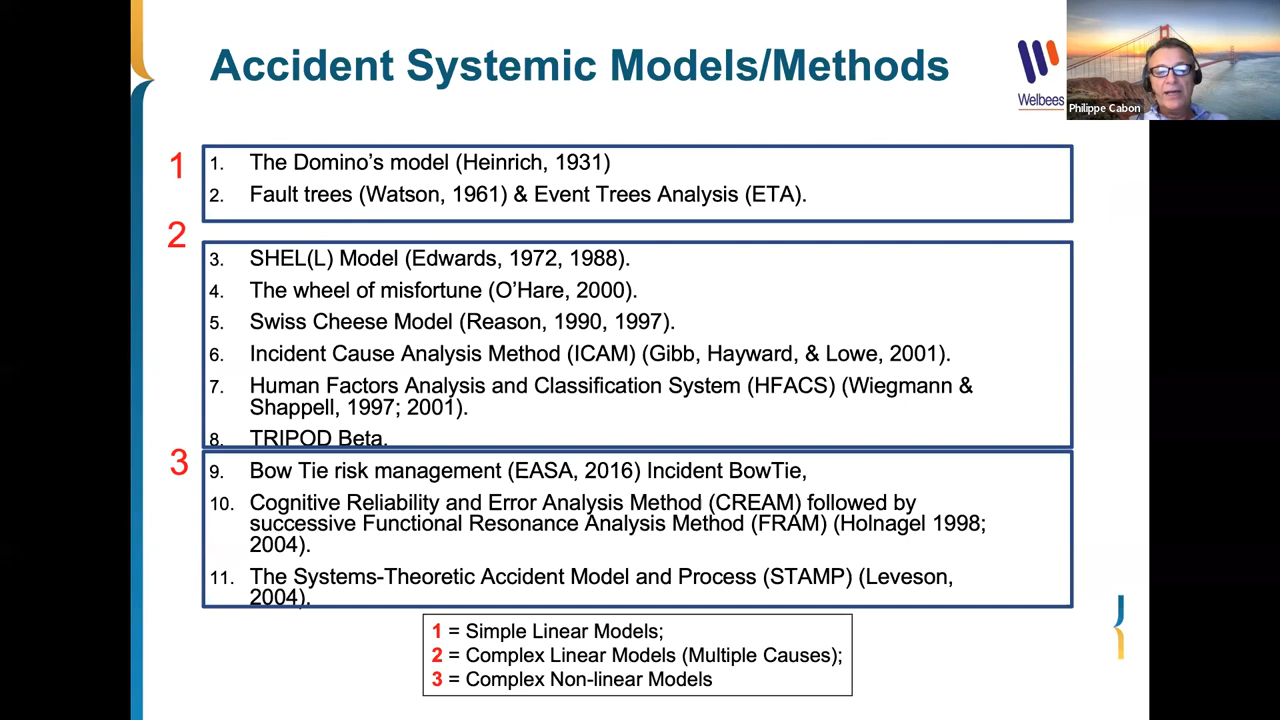 Accident Systemic Models/Methods
Welbees
Philippe Cabon
1
1. The Domino's model (Heinrich, 1931)
2. Fault trees (Watson, 1961) & Event Trees Analysis (ETA).
2
3. SHEL(L) Model (Edwards, 1972, 1988).
4. The wheel of misfortune (O'Hare, 2000).
5. Swiss Cheese Model (Reason, 1990, 1997).
6. Incident Cause Analysis Method (ICAM) (Gibb, Hayward, & Lowe, 2001).
7. Human Factors Analysis and Classification System (HFACS) (Wiegmann &
Shappell, 1997; 2001).
8. TRIPOD Beta.
3
9. Bow Tie risk management (EASA, 2016) Incident BowTie,
10. Cognitive Reliability and Error Analysis Method (CREAM) followed by
successive Functional Resonance Analysis Method (FRAM) (Holnagel 1998;
2004).
11. The Systems-Theoretic Accident Model and Process (STAMP) (Leveson,
2004).
1 = Simple Linear Models;
2 = Complex Linear Models (Multiple Causes);
3 = Complex Non-linear Models